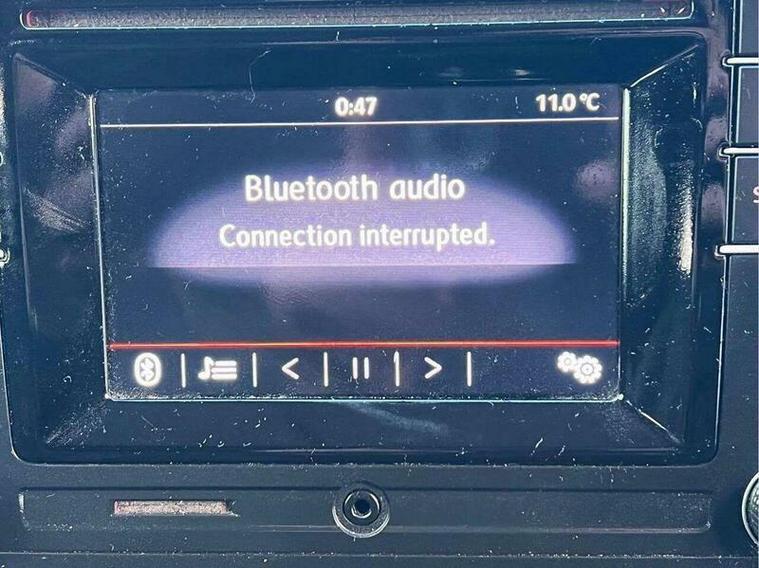 0:47 11.0 °C
Bluetooth audio
Connection interrupted.